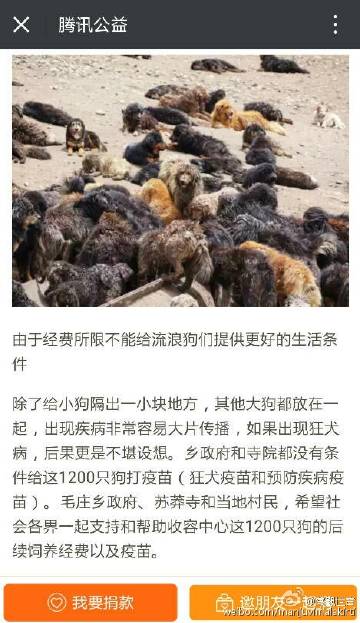 腾讯公益
由于经费所限不能给流浪狗们提供更好的生活条
件
除了给小狗隔出一小块地方，其他大狗都放在一
起，出现疾病非常容易大片传播，如果出现狂犬
病，后果更是不堪设想。乡政府和寺院都没有条
件给这1200只狗打疫苗（狂犬疫苗和预防疾病疫
苗）。毛庄乡政府、苏莽寺和当地村民，希望社
会各界一起支持和帮助收容中心这1200只狗的后
续饲养经费以及疫苗。
我要捐款
邀朋友一起